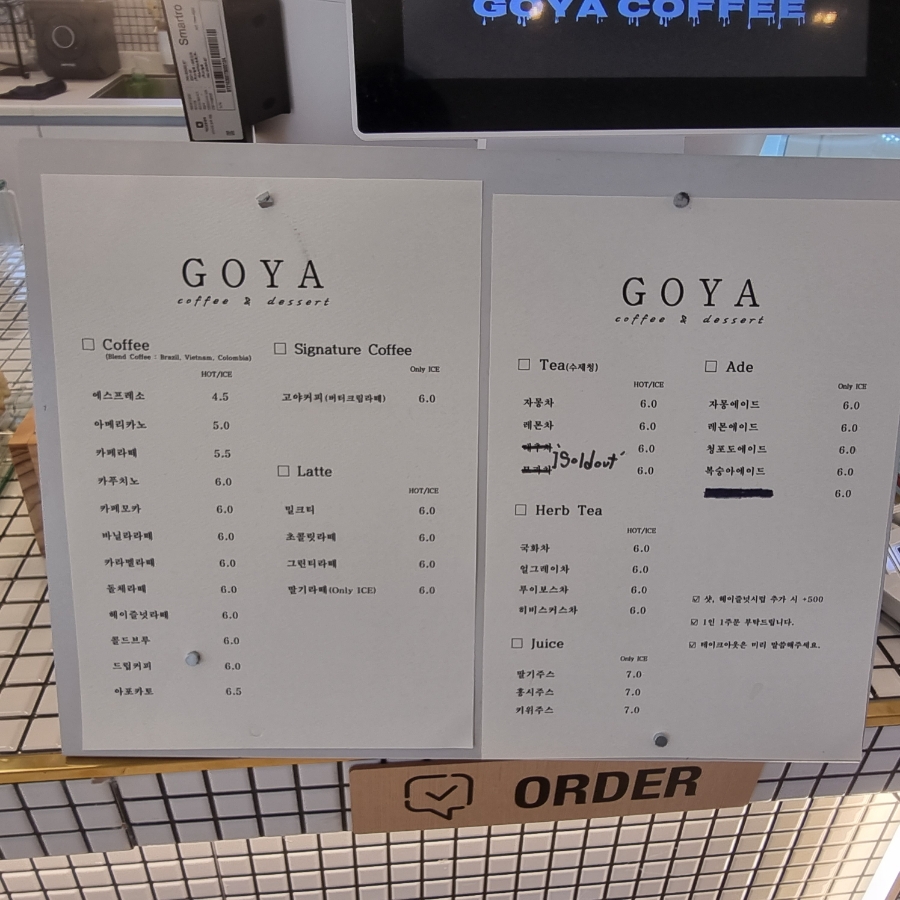 GOYA COFFEE
Smartro
GOYA
coffee & dessert
Coffee
(Blend Coffee : Brazil, Vietnam, Colombia)
HOT/ICE
에스프레소 4.5
아메리카노 5.0
카페라떼 5.5
카푸치노 6.0
카페모카 6.0
바닐라라떼 6.0
카라멜라떼 6.0
돌체라떼 6.0
헤이즐넛라떼 6.0
콜드브루 6.0
드립커피 6.0
아포카토 6.5
Signature Coffee
Only ICE
고야커피(버터크림라떼) 6.0
Latte
HOT/ICE
밀크티 6.0
초콜릿라떼 6.0
그린티라떼 6.0
딸기라떼(Only ICE) 6.0
GOYA
coffee & dessert
Tea(수제청)
HOT/ICE
자몽차 6.0
레몬차 6.0
6.0
Soldout
6.0
Herb Tea
HOT/ICE
국화차 6.0
얼그레이차 6.0
루이보스차 6.0
히비스커스차 6.0
Juice
Only ICE
딸기주스 7.0
홍시주스 7.0
키위주스 7.0
Ade
Only ICE
자몽에이드 6.0
레몬에이드 6.0
청포도에이드 6.0
복숭아에이드 6.0
6.0
샷, 헤이즐넛시럽 추가 시 +500
1인 1주문 부탁드립니다.
테이크아웃은 미리 말씀해주세요.
ORDER